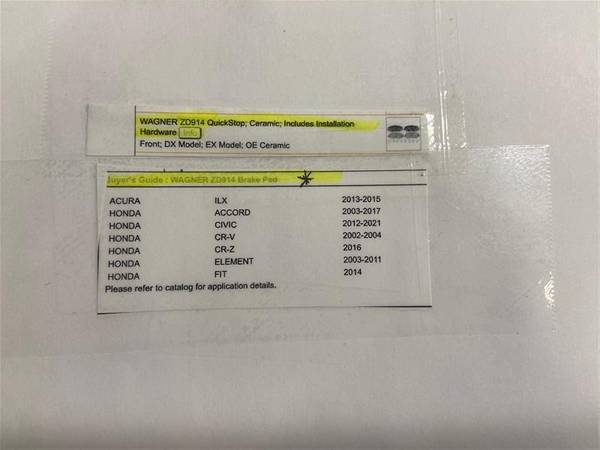 WAGNER ZD914 QuickStop; Ceramic; Includes Installation
Hardware Info
Front; DX Model; EX Model; OE Ceramic
Buyer's Guide : WAGNER ZD914 Brake Pad
ACURA ILX 2013-2015
HONDA ACCORD 2003-2017
HONDA CIVIC 2012-2021
HONDA CR-V 2002-2004
HONDA CR-Z 2016
HONDA ELEMENT 2003-2011
HONDA FIT 2014
Please refer to catalog for application details.